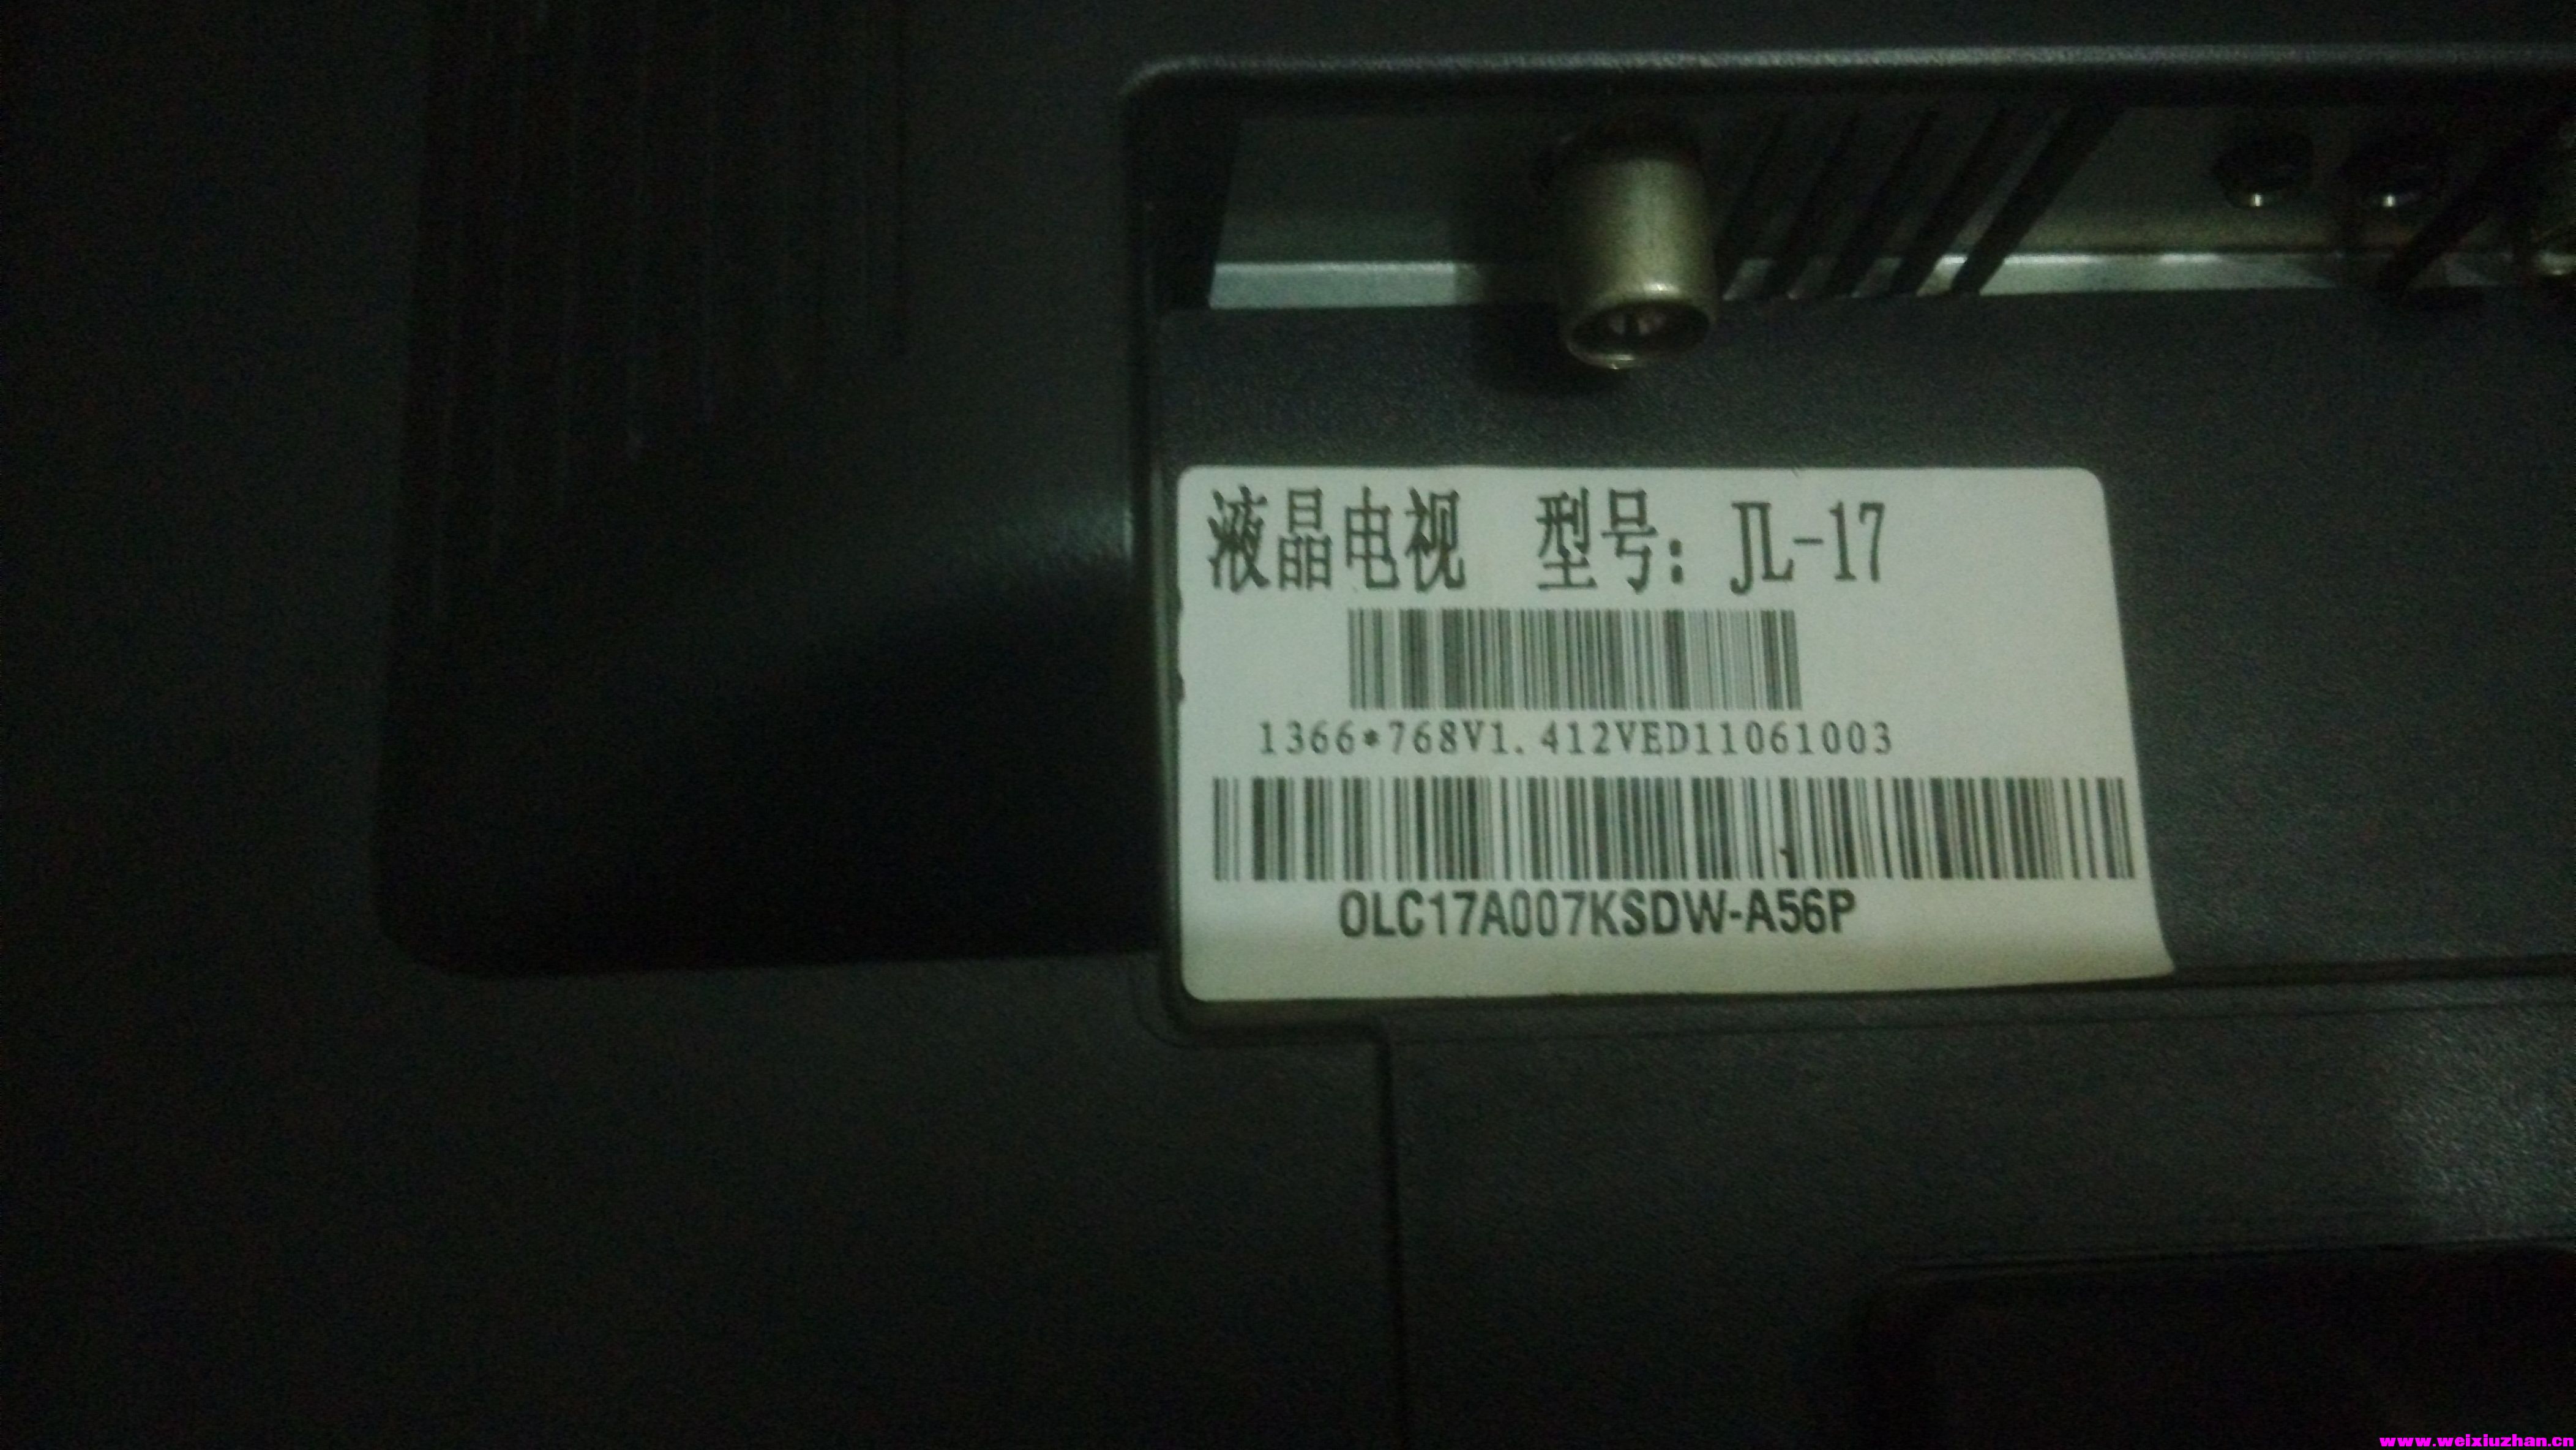 液晶电视 型号: JL-17
1366*768V1.412VED11061003
OLC17A007KSDW-A56P
www.weixiuzhan.cn